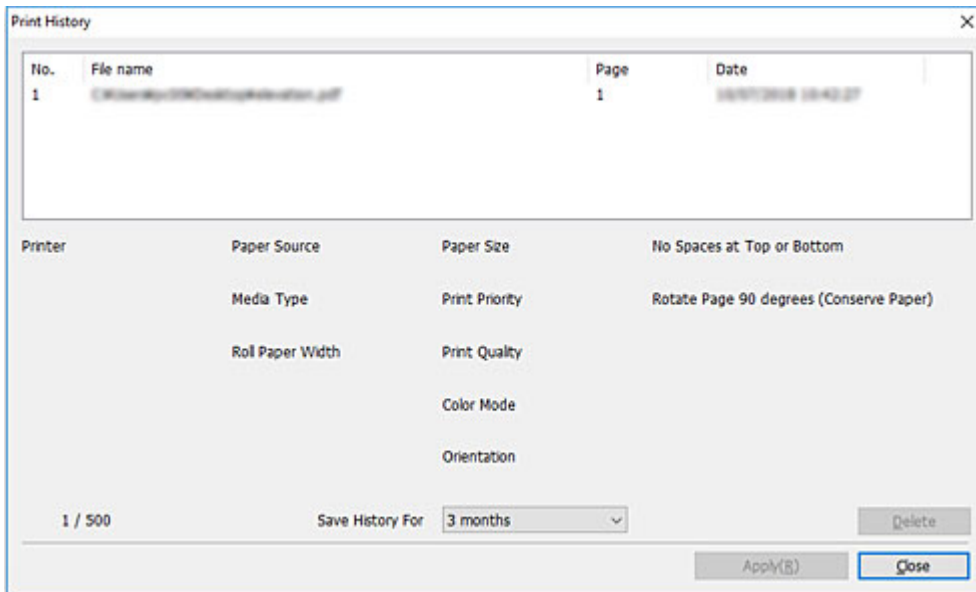 Print History
No. File name Page Date
1 1
Printer Paper Source Paper Size No Spaces at Top or Bottom
Media Type Print Priority Rotate Page 90 degrees (Conserve Paper)
Roll Paper Width Print Quality
Color Mode
Orientation
1 / 500 Save History For 3 months Delete
Apply(R) Close